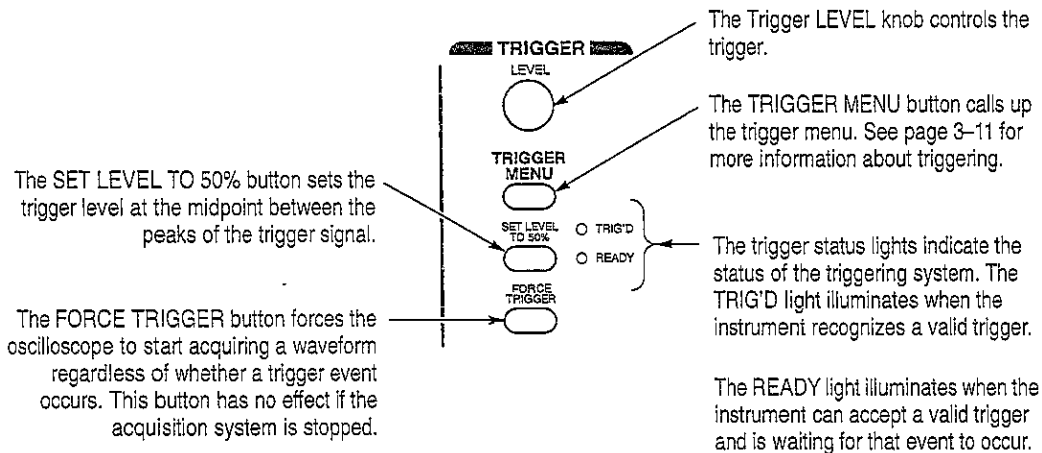 The Trigger LEVEL knob controls the
trigger.
TRIGGER
LEVEL
The TRIGGER MENU button calls up
the trigger menu. See page 3–11 for
more information about triggering.
TRIGGER
MENU
The SET LEVEL TO 50% button sets the
trigger level at the midpoint between the
peaks of the trigger signal.
SET LEVEL
TO 50%
TRIG'D
READY
The trigger status lights indicate the
status of the triggering system. The
TRIG'D light illuminates when the
instrument recognizes a valid trigger.
FORCE
TRIGGER
The FORCE TRIGGER button forces the
oscilloscope to start acquiring a waveform
regardless of whether a trigger event
occurs. This button has no effect if the
acquisition system is stopped.
The READY light illuminates when the
instrument can accept a valid trigger
and is waiting for that event to occur.